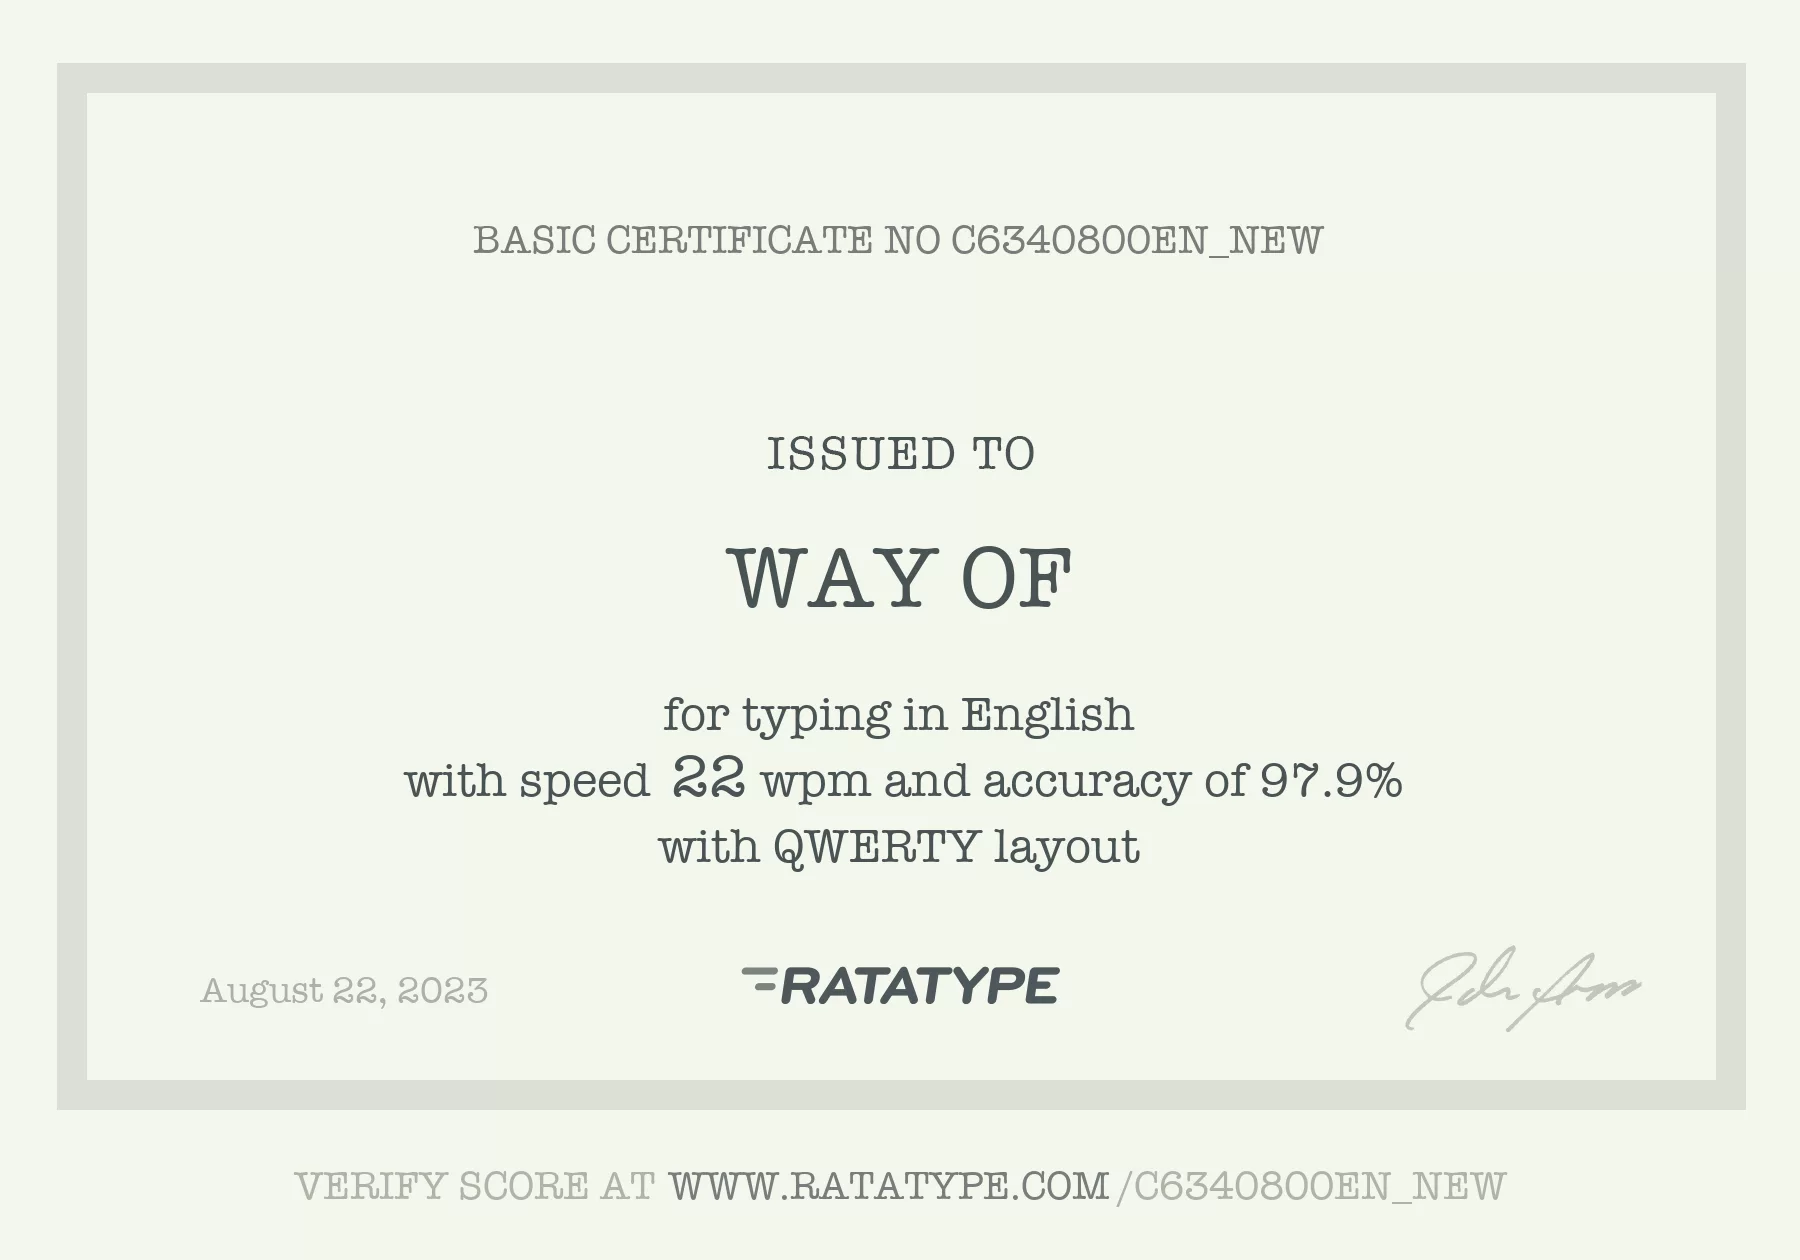 BASIC CERTIFICATE NO C6340800EN_NEW
ISSUED TO
WAY OF
for typing in English
with speed 22 wpm and accuracy of 97.9%
with QWERTY layout
August 22, 2023
RATATYPE
VERIFY SCORE AT WWW.RATATYPE.COM/C6340800EN_NEW